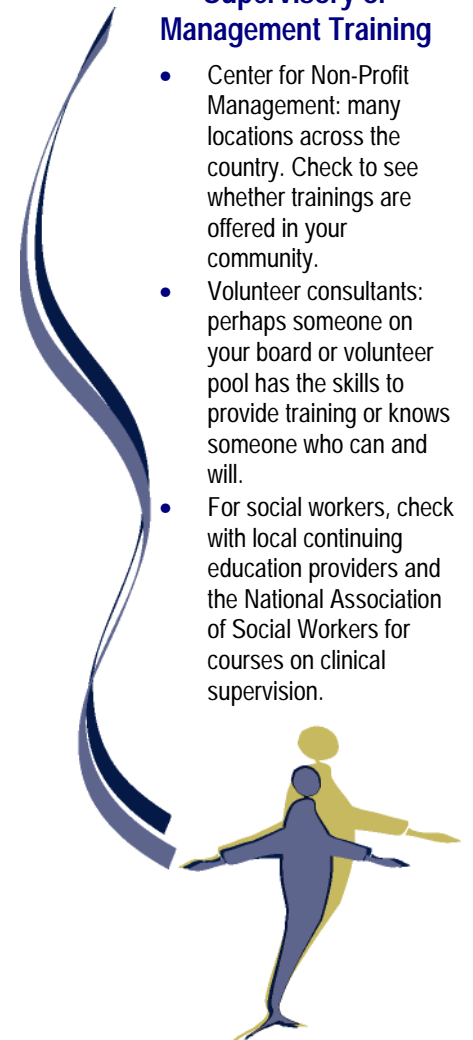 Supervisory or
Management Training
• Center for Non-Profit
Management: many
locations across the
country. Check to see
whether trainings are
offered in your
community.
• Volunteer consultants:
perhaps someone on
your board or volunteer
pool has the skills to
provide training or knows
someone who can and
will.
• For social workers, check
with local continuing
education providers and
the National Association
of Social Workers for
courses on clinical
supervision.